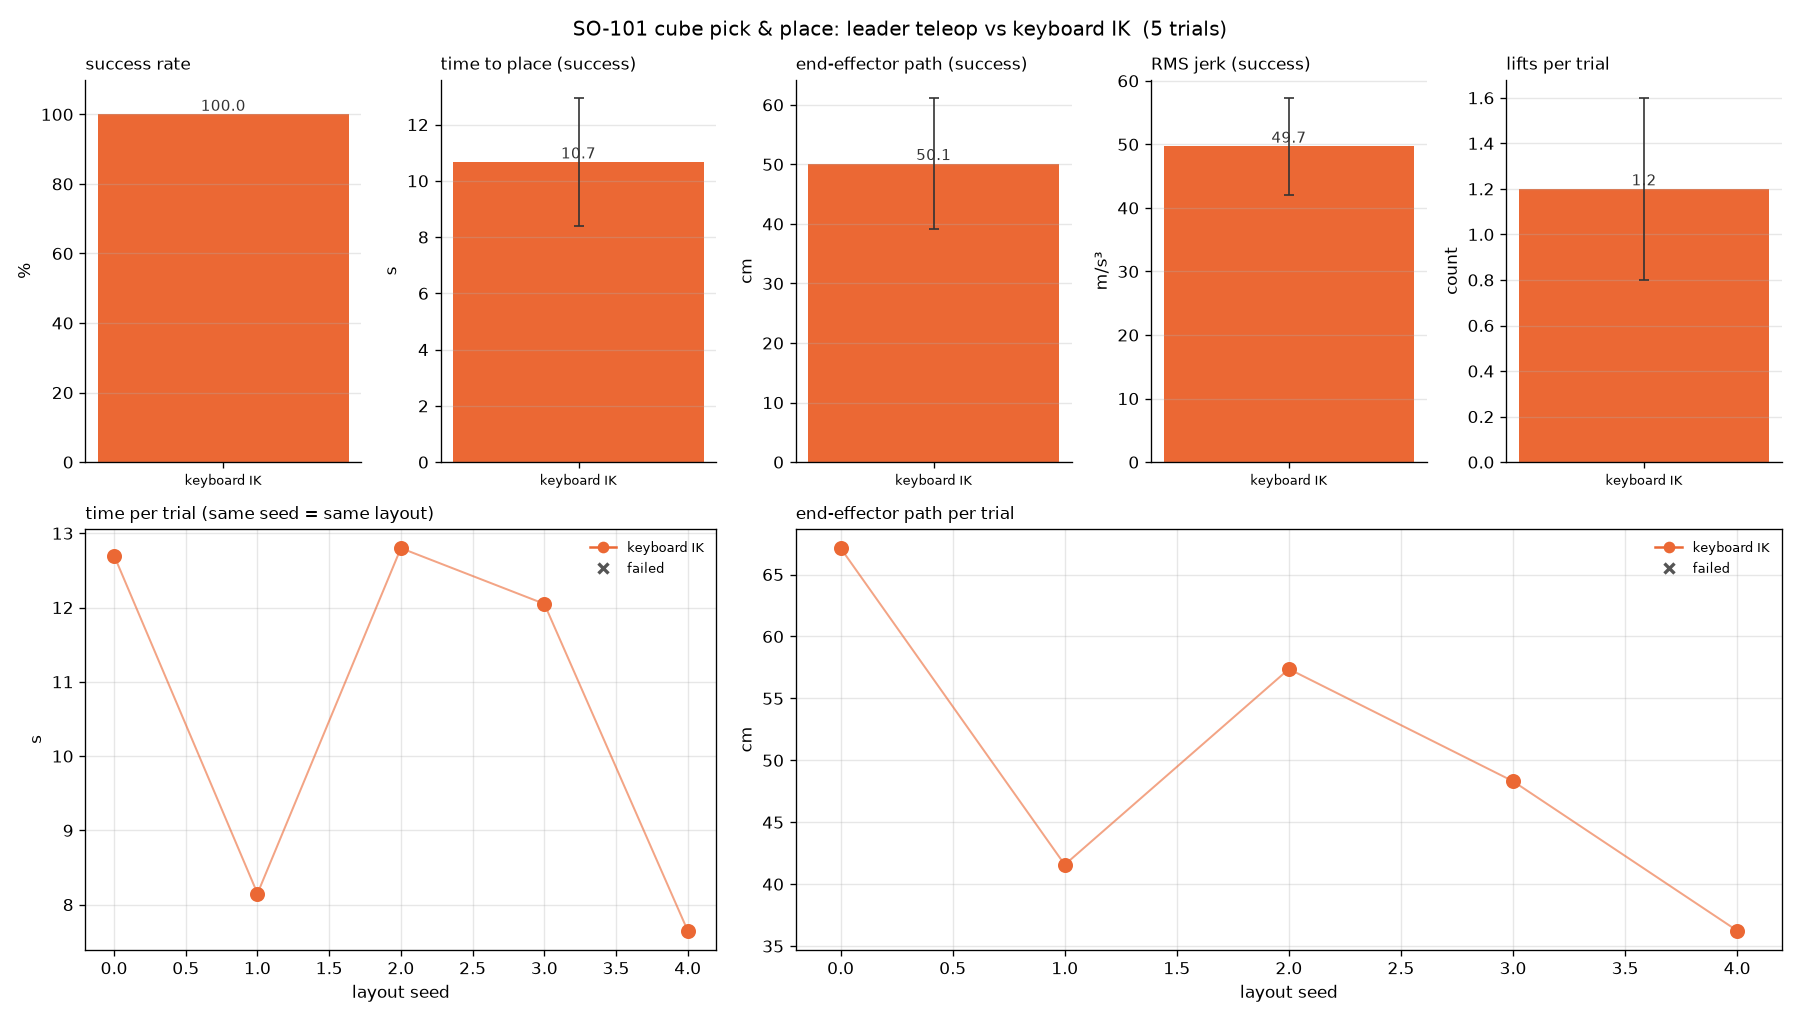 SO-101 cube pick & place: leader teleop vs keyboard IK  (5 trials)
success rate
%
100
80
60
40
20
0
100.0
keyboard IK
time to place (success)
s
12
10
8
6
4
2
0
10.7
keyboard IK
end-effector path (success)
cm
60
50
40
30
20
10
0
50.1
keyboard IK
RMS jerk (success)
m/s³
60
50
40
30
20
10
0
49.7
keyboard IK
lifts per trial
count
1.6
1.4
1.2
1.0
0.8
0.6
0.4
0.2
0.0
1.2
keyboard IK
time per trial (same seed = same layout)
s
13
12
11
10
9
8
keyboard IK
failed
0.0 0.5 1.0 1.5 2.0 2.5 3.0 3.5 4.0
layout seed
end-effector path per trial
cm
65
60
55
50
45
40
35
keyboard IK
failed
0.0 0.5 1.0 1.5 2.0 2.5 3.0 3.5 4.0
layout seed